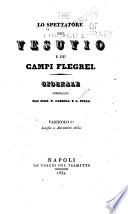 LO SPETTATORE
DEL
VESUVIO
E DE'
CAMPI FLEGREI.
GIORNALE
COMPILATO
DAI SIGG. F. CASSOLA E L. PILLA
FASCICOLO I.°
Luglio a Dicembre 1832.
NAPOLI
DA' TORCHI DEL TRAMATER